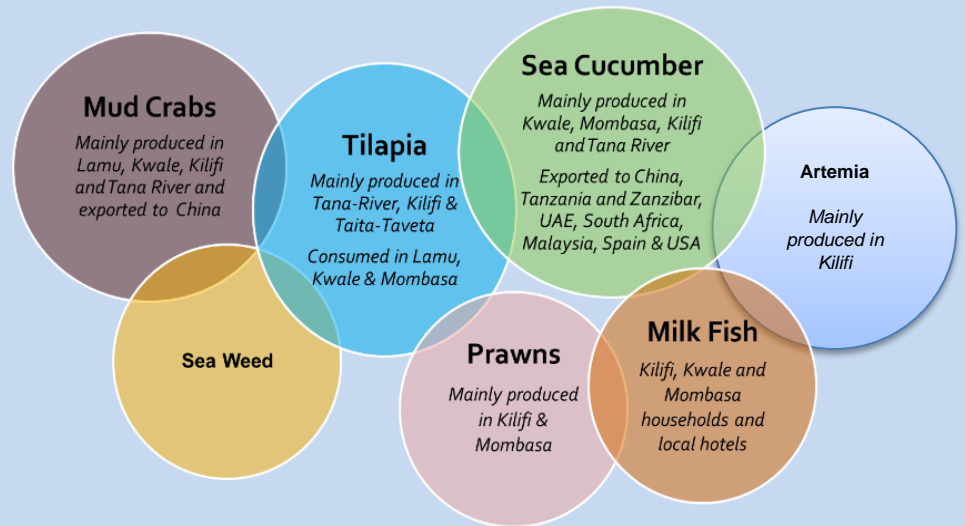 Mud Crabs
Mainly produced in
Lamu, Kwale, Kilifi
and Tana River and
exported to China
Tilapia
Mainly produced in
Tana-River, Kilifi &
Taita-Taveta
Consumed in Lamu,
Kwale & Mombasa
Sea Cucumber
Mainly produced in
Kwale, Mombasa, Kilifi
and Tana River
Exported to China,
Tanzania and Zanzibar,
UAE, South Africa,
Malaysia, Spain & USA
Artemia
Mainly
produced in
Kilifi
Sea Weed
Prawns
Mainly produced
in Kilifi &
Mombasa
Milk Fish
Kilifi, Kwale and
Mombasa
households and
local hotels